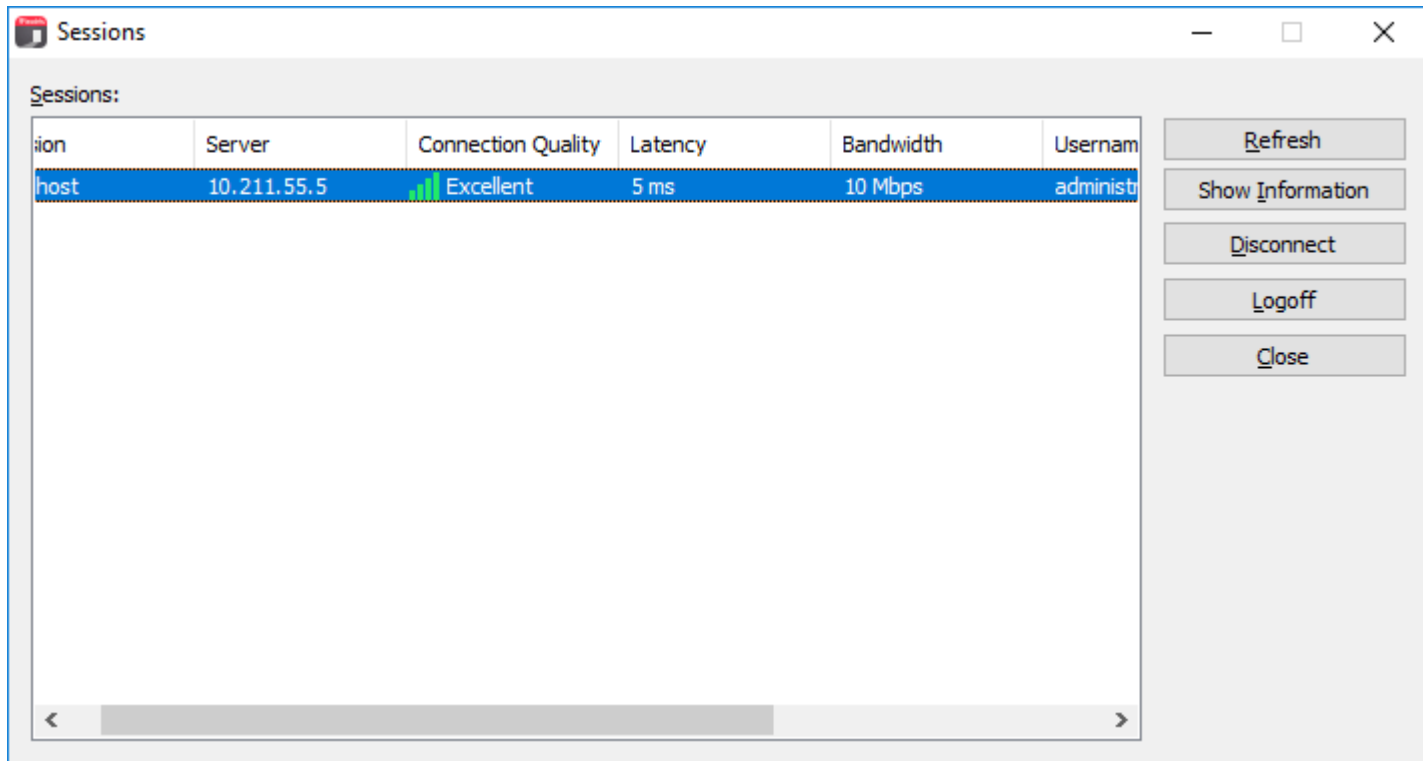 Sessions
Sessions:
sion Server Connection Quality Latency Bandwidth Usernam
host 10.211.55.5 Excellent 5 ms 10 Mbps administr
Refresh
Show Information
Disconnect
Logoff
Close